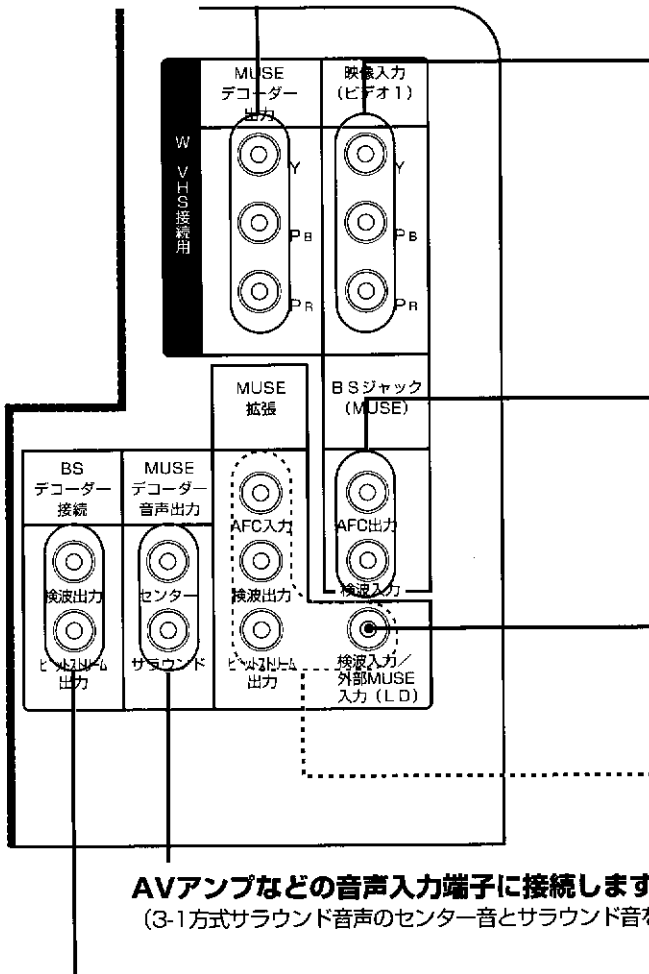 MUSE
デコーダー
出力
映像入力
(ビデオ1)
W VHS接続用
Y
Y
PB
PB
PR
PR
MUSE
拡張
BSジャック
(MUSE)
BS
デコーダー
接続
MUSE
デコーダー
音声出力
AFC入力
AFC出力
検波出力
センター
検波出力
検波入力
ビットストリーム
出力
サラウンド
ビットストリーム
出力
検波入力/
外部MUSE
入力(LD)
AVアンプなどの音声入力端子に接続します
(3-1方式サラウンド音声のセンター音とサラウンド音を